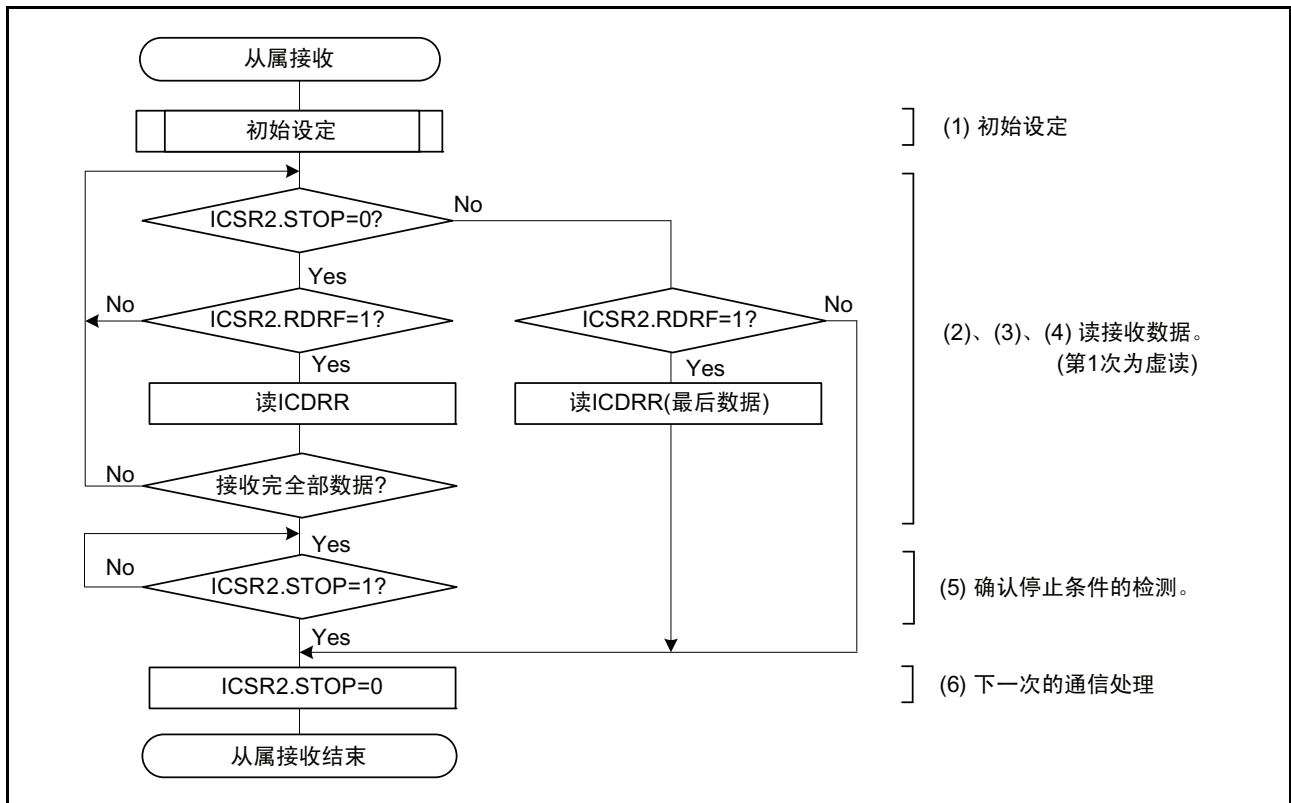 从属接收
初始设定
(1) 初始设定
ICSR2.STOP=0?
No
Yes
No
ICSR2.RDRF=1?
ICSR2.RDRF=1?
No
(2)、(3)、(4) 读接收数据。
(第1次为虚读)
Yes
Yes
读ICDRR
读ICDRR(最后数据)
No
接收完全部数据?
Yes
No
ICSR2.STOP=1?
(5) 确认停止条件的检测。
Yes
ICSR2.STOP=0
(6) 下一次的通信处理
从属接收结束